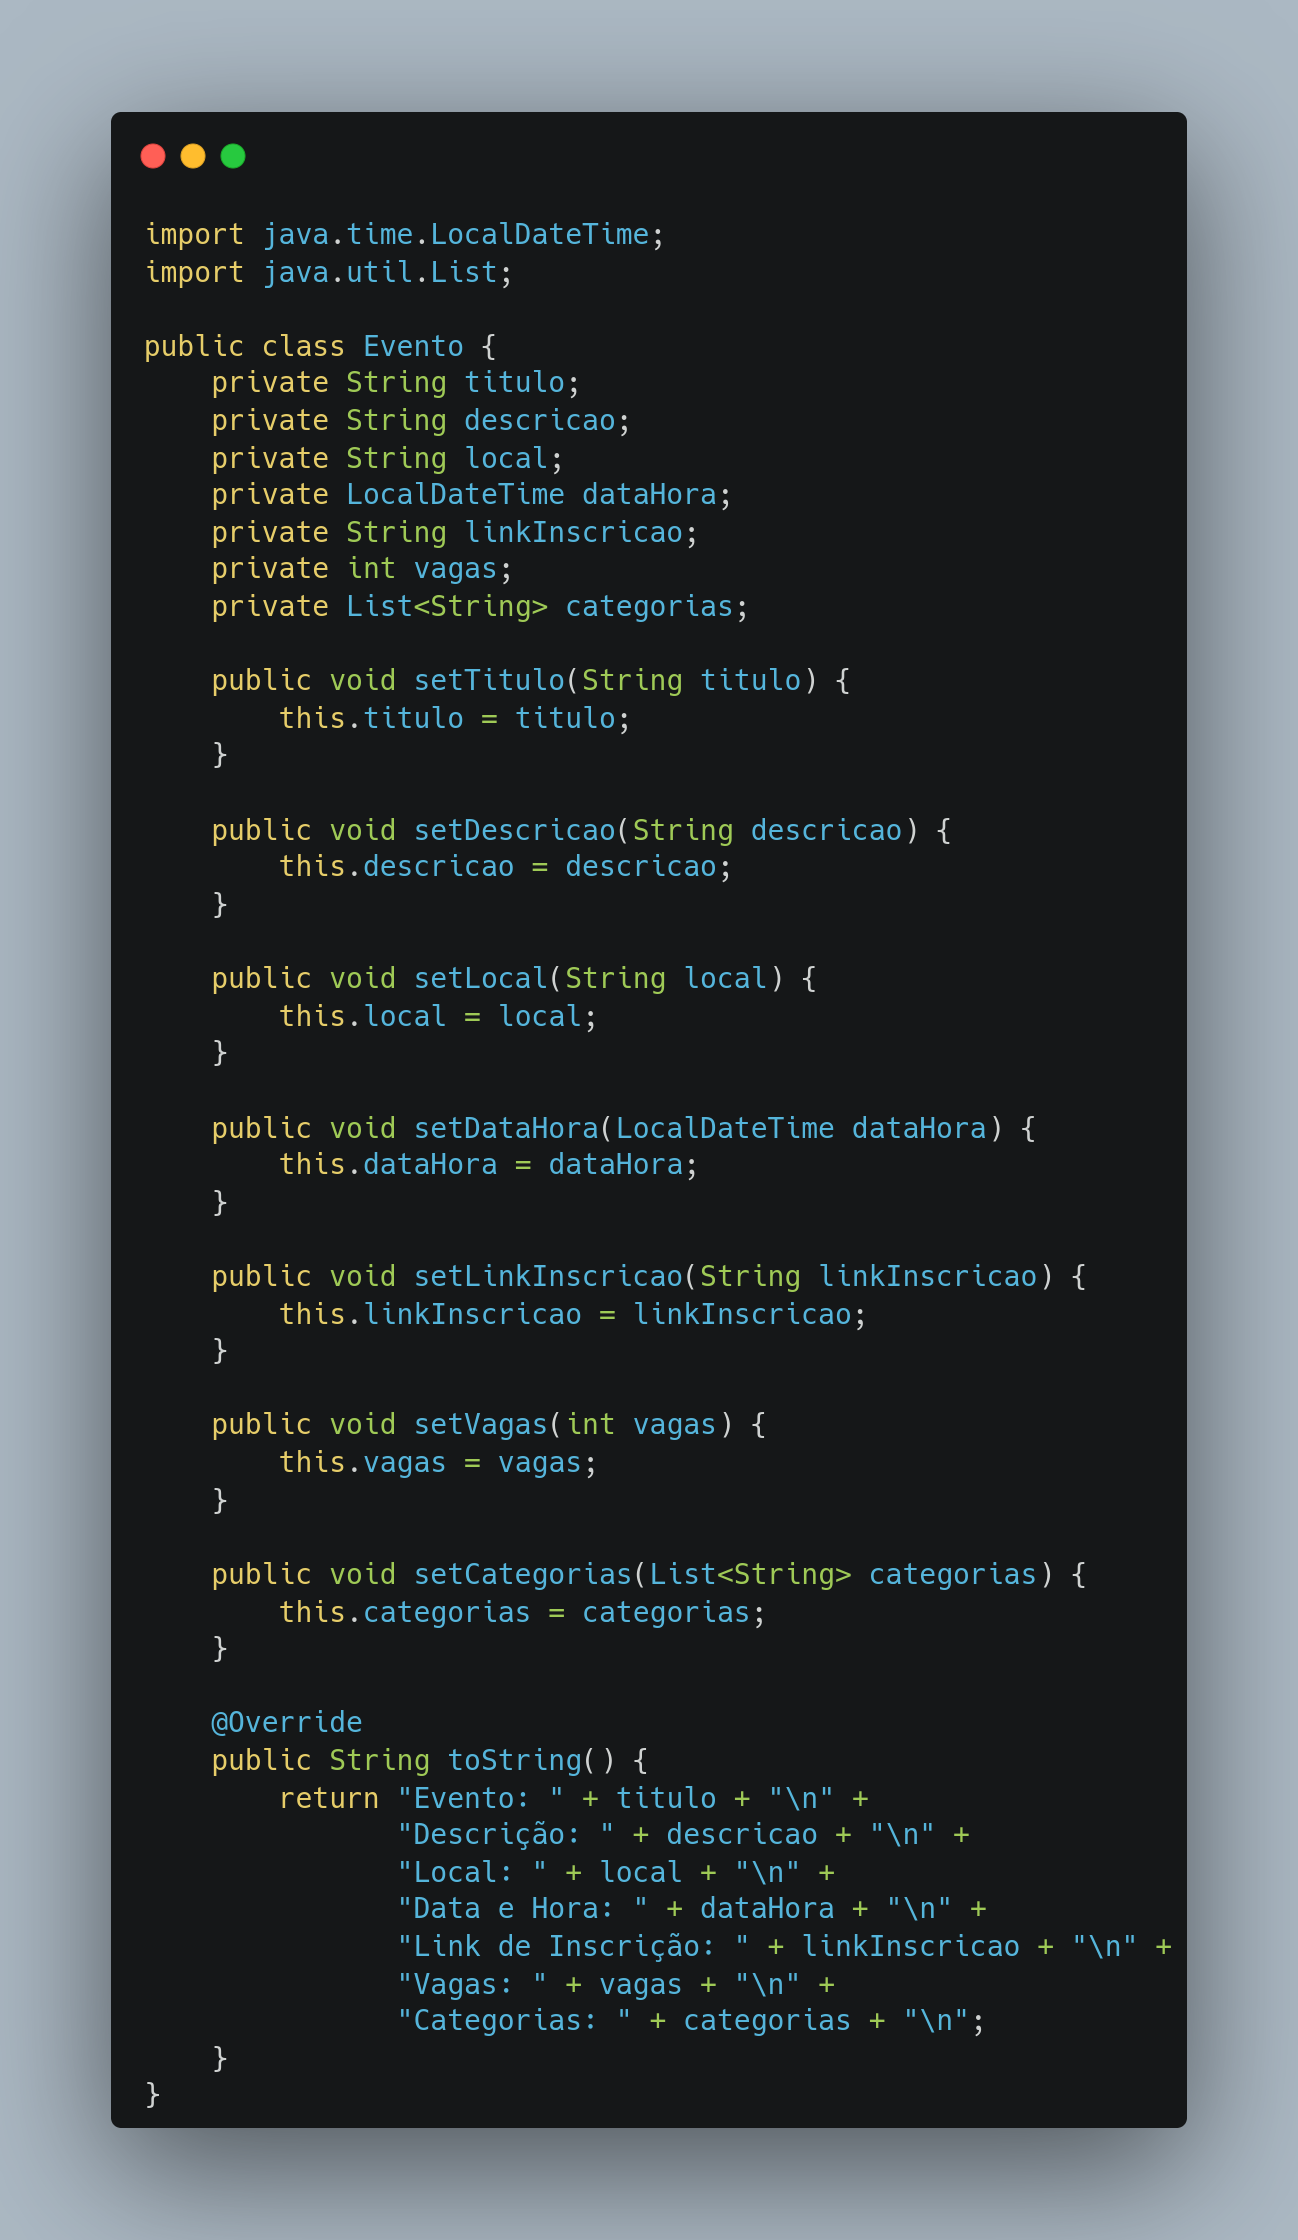 import java.time.LocalDateTime;
import java.util.List;

public class Evento {
    private String titulo;
    private String descricao;
    private String local;
    private LocalDateTime dataHora;
    private String linkInscricao;
    private int vagas;
    private List<String> categorias;

    public void setTitulo(String titulo) {
        this.titulo = titulo;
    }

    public void setDescricao(String descricao) {
        this.descricao = descricao;
    }

    public void setLocal(String local) {
        this.local = local;
    }

    public void setDataHora(LocalDateTime dataHora) {
        this.dataHora = dataHora;
    }

    public void setLinkInscricao(String linkInscricao) {
        this.linkInscricao = linkInscricao;
    }

    public void setVagas(int vagas) {
        this.vagas = vagas;
    }

    public void setCategorias(List<String> categorias) {
        this.categorias = categorias;
    }

    @Override
    public String toString() {
        return "Evento: " + titulo + "\n" +
               "Descrição: " + descricao + "\n" +
               "Local: " + local + "\n" +
               "Data e Hora: " + dataHora + "\n" +
               "Link de Inscrição: " + linkInscricao + "\n" +
               "Vagas: " + vagas + "\n" +
               "Categorias: " + categorias + "\n";
    }
}